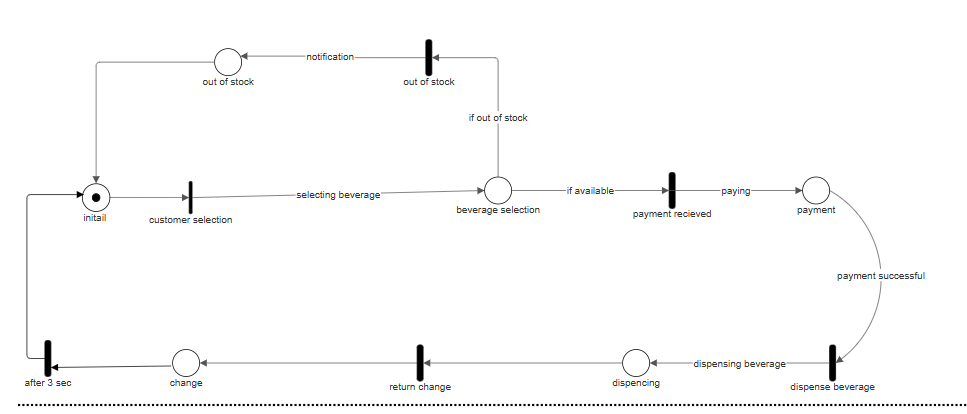 notification
out of stock
out of stock
if out of stock
selecting beverage
if available
paying
initail
customer selection
beverage selection
payment recieved
payment
payment successful
dispensing beverage
after 3 sec
change
return change
dispencing
dispense beverage